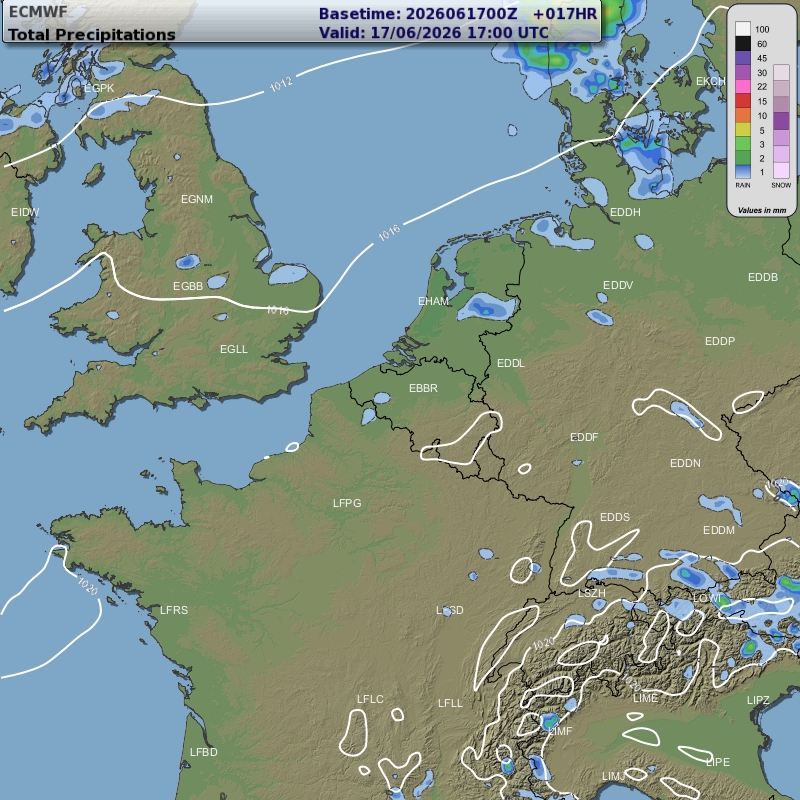 ECMWF
Basetime: 2026061700Z +017HR
Total Precipitations
Valid: 17/06/2026 17:00 UTC
100
60
45
30
22
15
10
5
3
2
1
RAIN SNOW
Values in mm
EGPK
EKCH
1012
EIDW
EGNM
EDDH
1016
EGBB
EHAM
EDDV
EDDB
1016
EGLL
EDDP
EDDL
EBBR
EDDF
EDDN
LFPG
1020
EDDS
EDDM
1020
LSZH
LOWI
LFRS
1020
LIME
LFLC
LFLL
LIPZ
LIMF
LFBD
LIPE
LIMJ